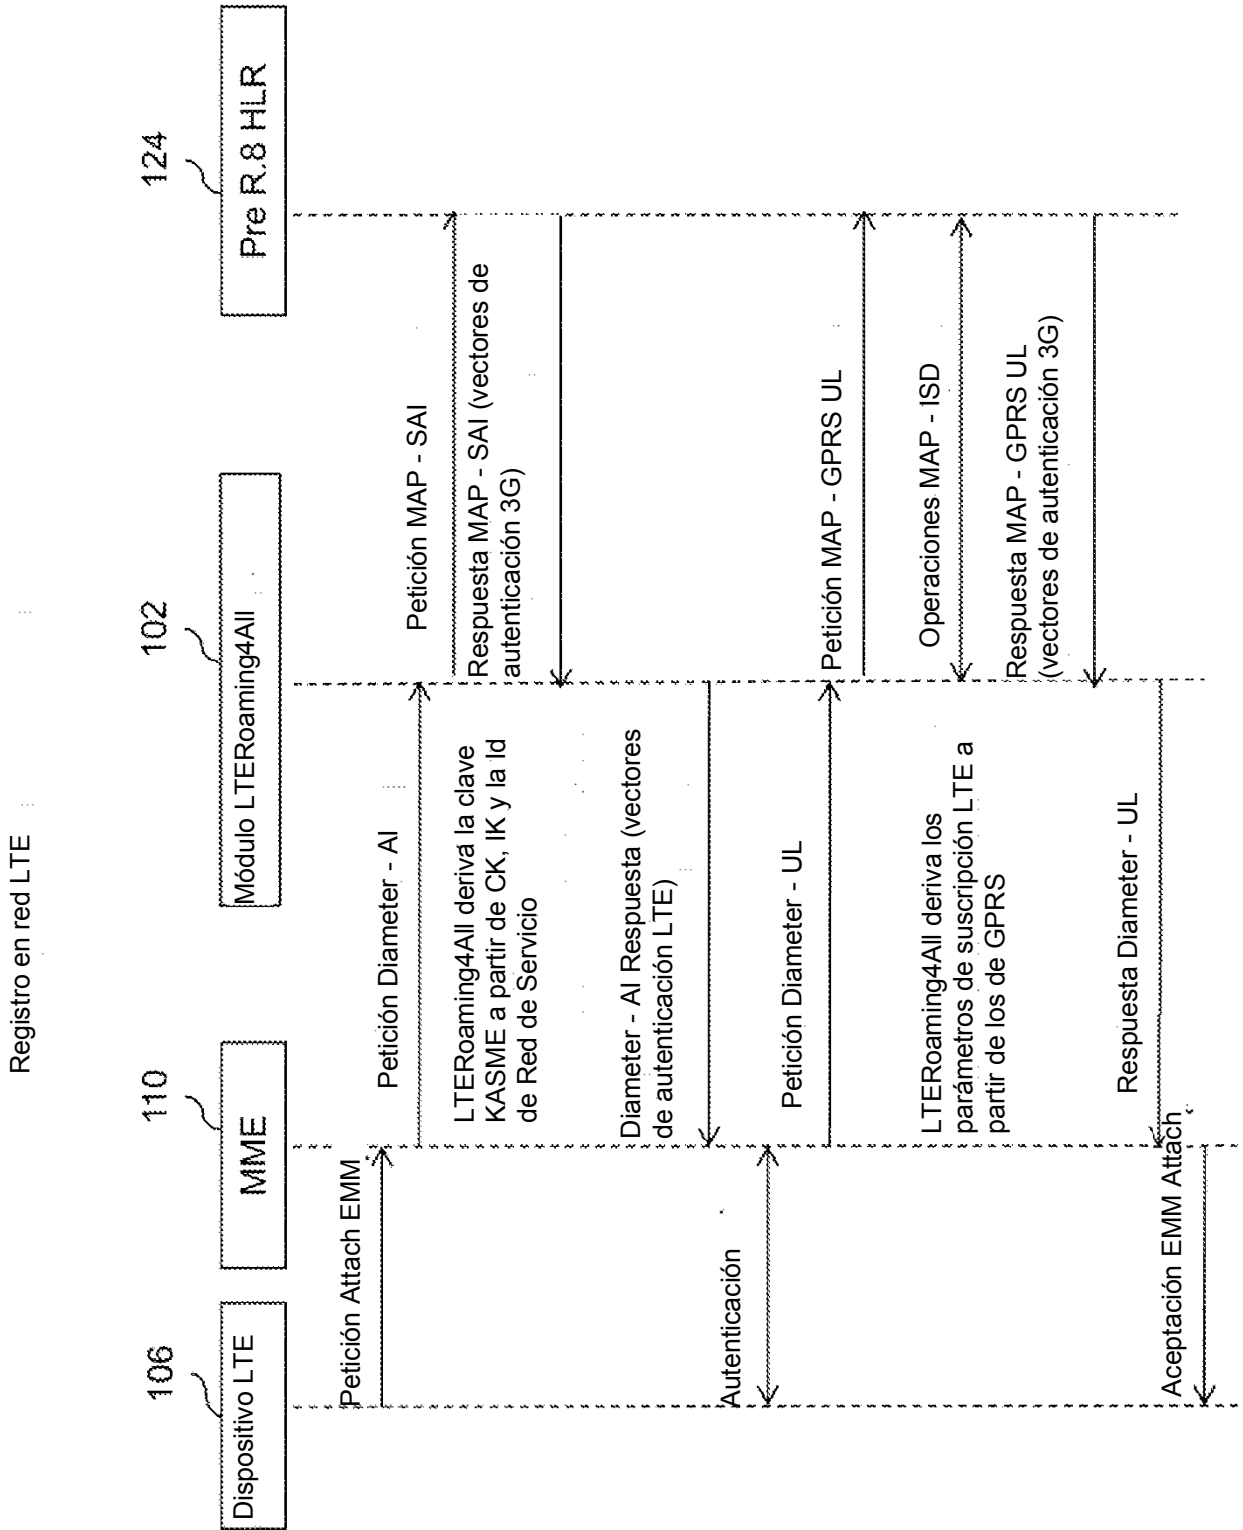 Registro en red LTE
106
110
102
124
Dispositivo LTE
MME
Módulo LTERoaming4All
Pre R.8 HLR
Petición Attach EMM
Petición Diameter - AI
Petición MAP - SAI
LTERoaming4All deriva la clave
KASME a partir de CK, IK y la Id
de Red de Servicio
Respuesta MAP - SAI (vectores de
autenticación 3G)
Diameter - AI Respuesta (vectores
de autenticación LTE)
Autenticación
Petición Diameter - UL
Petición MAP - GPRS UL
LTERoaming4All deriva los
parámetros de suscripción LTE a
partir de los de GPRS
Operaciones MAP - ISD
Respuesta MAP - GPRS UL
(vectores de autenticación 3G)
Respuesta Diameter - UL
Aceptación EMM Attach